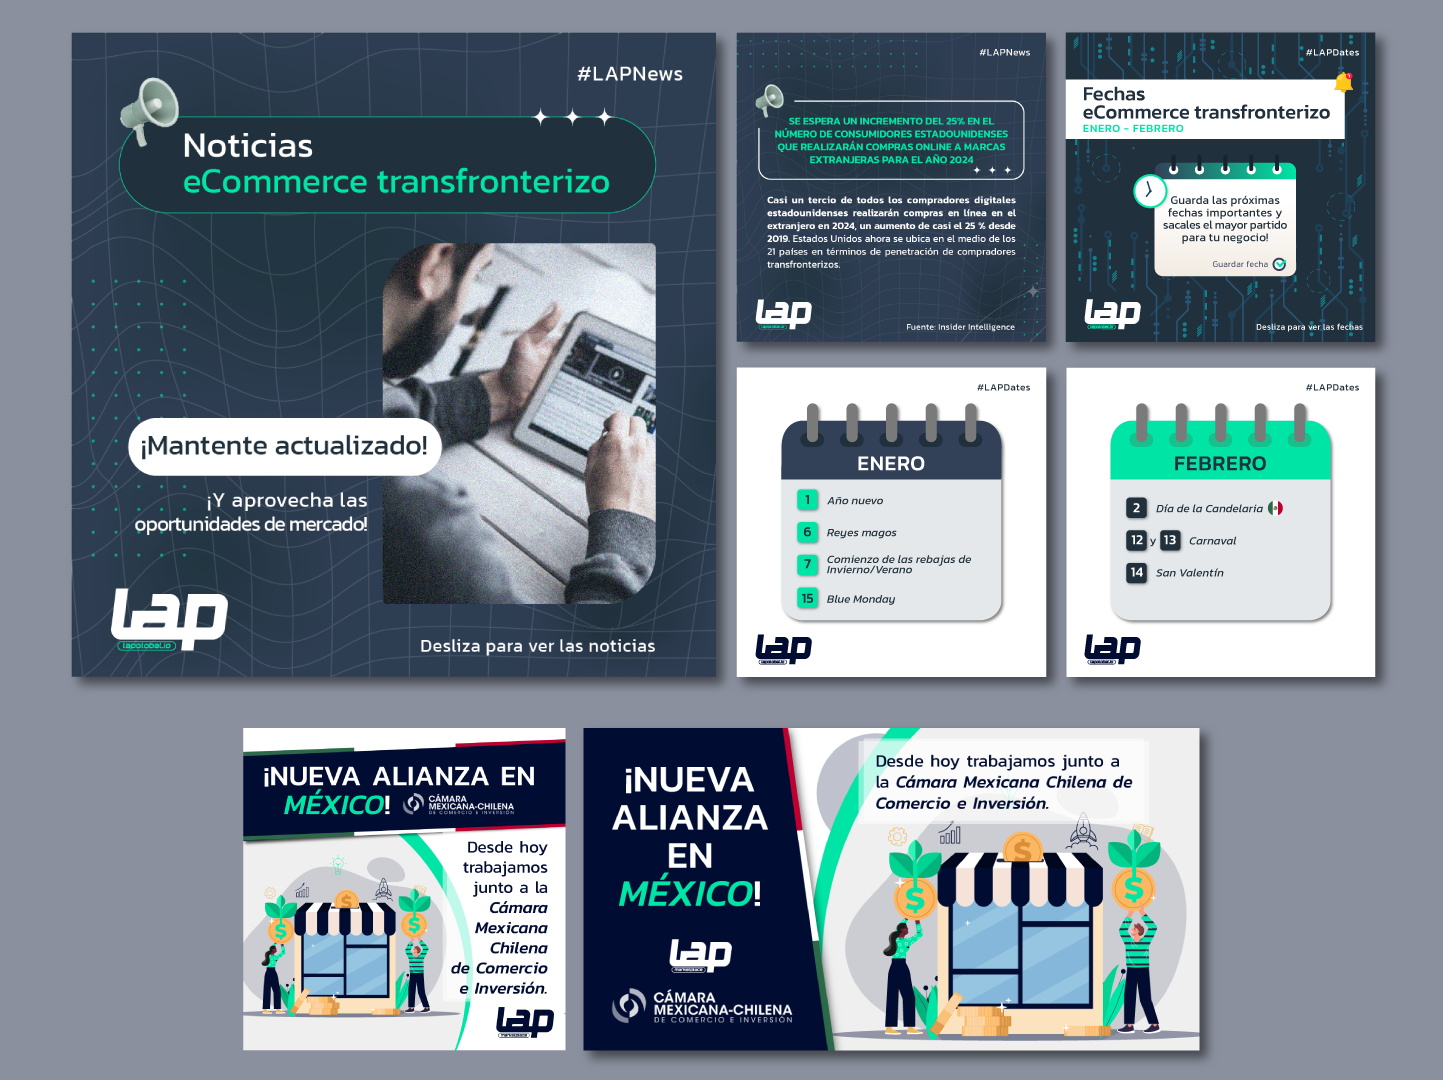 #LAPNews
Noticias
eCommerce transfronterizo
¡Mantente actualizado!
¡Y aprovecha las
oportunidades de mercado!
Lap
lapglobal.io
Desliza para ver las noticias
#LAPNews
SE ESPERA UN INCREMENTO DEL 25% EN EL
NÚMERO DE CONSUMIDORES ESTADOUNIDENSES
QUE REALIZARÁN COMPRAS ONLINE A MARCAS
EXTRANJERAS PARA EL AÑO 2024
Casi un tercio de todos los compradores digitales
estadounidenses realizarán compras en línea en el
extranjero en 2024, un aumento de casi el 25 % desde
2019. Estados Unidos ahora se ubica en el medio de los
21 países en términos de penetración de compradores
transfronterizos.
Lap
lapglobal.io
Fuente: Insider Intelligence
#LAPDates
Fechas
eCommerce transfronterizo
ENERO - FEBRERO
Guarda las próximas
fechas importantes y
sacales el mayor partido
para tu negocio!
Guardar fecha
Lap
lapglobal.io
Desliza para ver las fechas
#LAPDates
ENERO
1 Año nuevo
6 Reyes magos
7 Comienzo de las rebajas de
Invierno/Verano
15 Blue Monday
Lap
lapglobal.io
#LAPDates
FEBRERO
2 Día de la Candelaria
12 y 13 Carnaval
14 San Valentín
Lap
lapglobal.io
¡NUEVA ALIANZA EN
MÉXICO!
CÁMARA
MEXICANA-CHILENA
DE COMERCIO E INVERSIÓN
Desde hoy
trabajamos
junto a la
Cámara
Mexicana
Chilena
de Comercio
e Inversión.
Lap
marketplace
¡NUEVA
ALIANZA
EN
MÉXICO!
Lap
marketplace
CÁMARA
MEXICANA-CHILENA
DE COMERCIO E INVERSIÓN
Desde hoy trabajamos junto a
la Cámara Mexicana Chilena de
Comercio e Inversión.